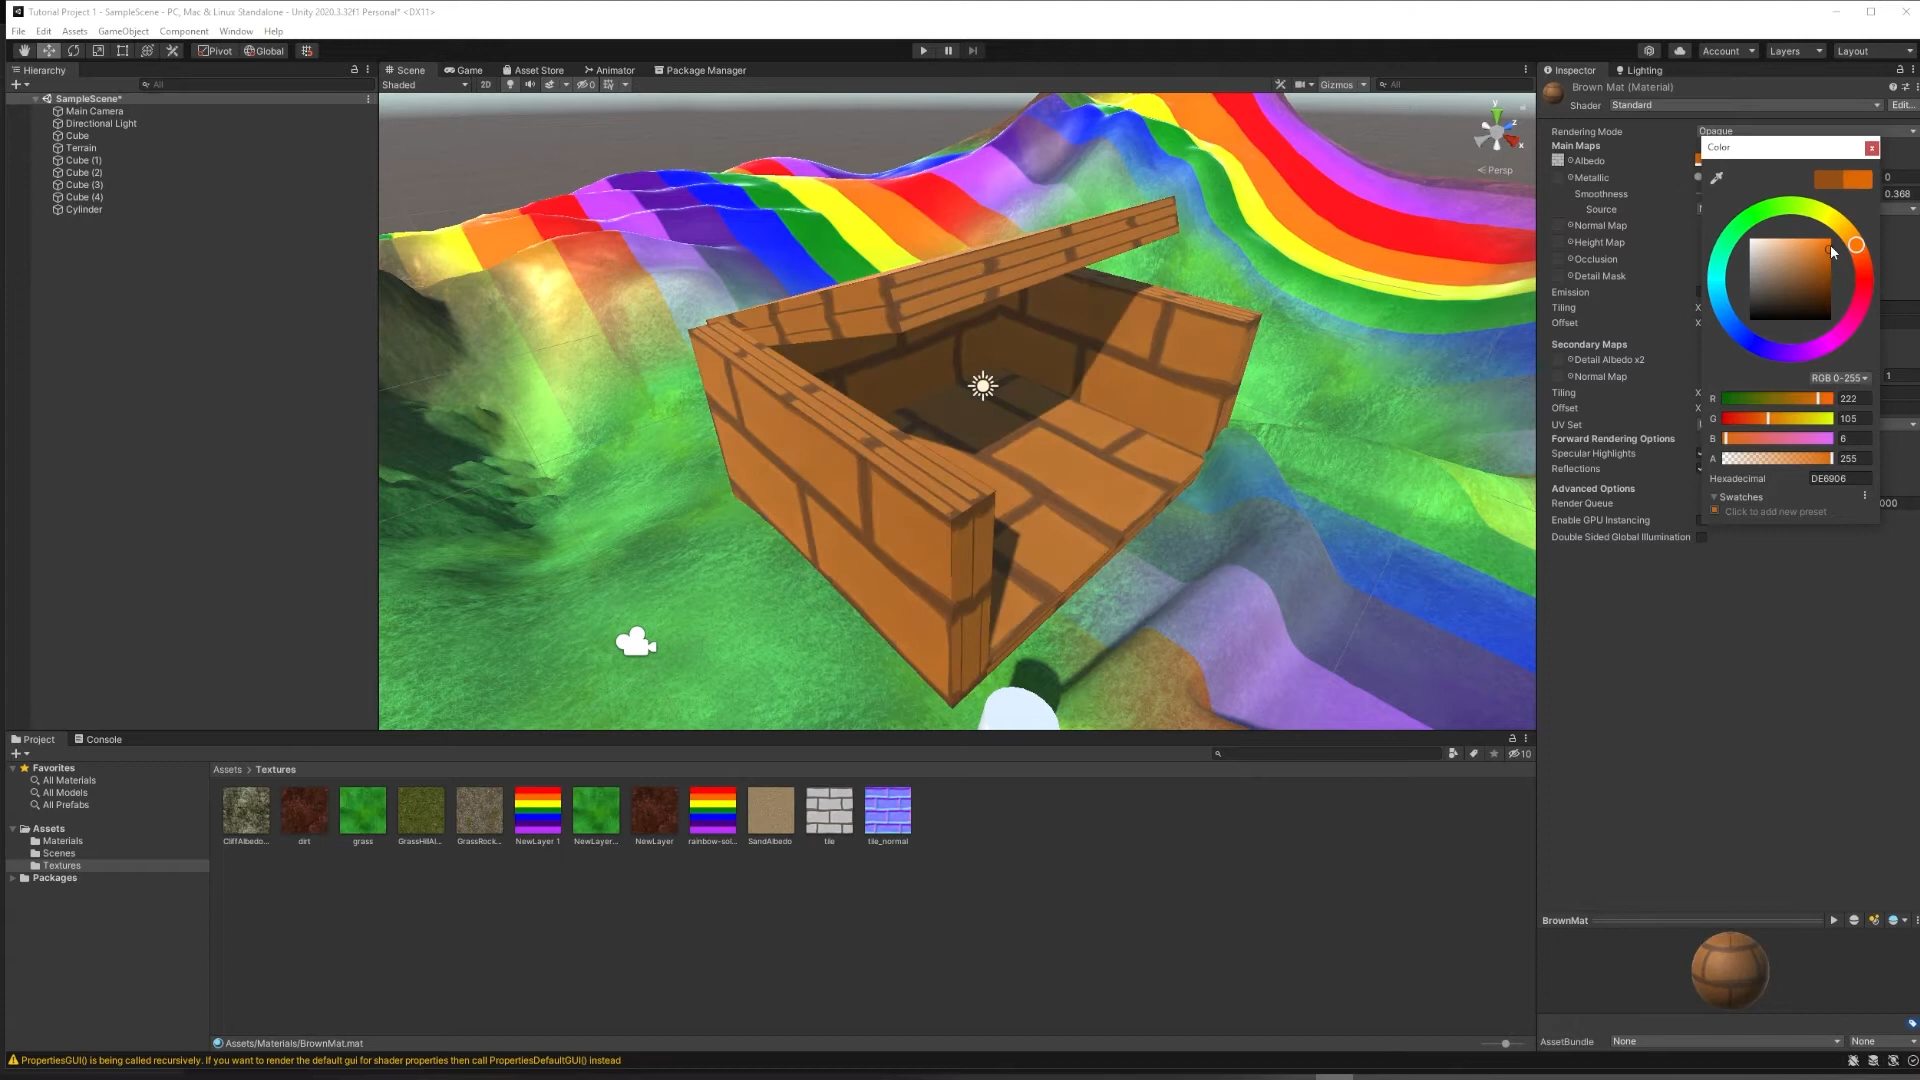 Tutorial Project 1 - SampleScene - PC, Mac & Linux Standalone - Unity 2020.3.32f1 Personal* <DX11>
File Edit Assets GameObject Component Window Help
Pivot Global Account Layers Layout
Hierarchy
All
SampleScene*
Main Camera
Directional Light
Cube
Terrain
Cube (1)
Cube (2)
Cube (3)
Cube (4)
Cylinder
Scene Game Asset Store Animator Package Manager
Shaded 2D 0 Gizmos All
y
z
x
Persp
Inspector Lighting
Brown Mat (Material)
Shader Standard Edit...
Rendering Mode Opaque
Main Maps
Albedo
Metallic 0
Smoothness 0.368
Source
Normal Map
Height Map
Occlusion
Detail Mask
Emission
Tiling X
Offset X
Secondary Maps
Detail Albedo x2
Normal Map 1
Tiling X
Offset X
UV Set
Forward Rendering Options
Specular Highlights
Reflections
Advanced Options
Render Queue 000
Enable GPU Instancing
Double Sided Global Illumination
Color
x
RGB 0-255
R 222
G 105
B 6
A 255
Hexadecimal DE6906
Swatches
Click to add new preset
Project Console
10
Favorites
All Materials
All Models
All Prefabs
Assets
Materials
Scenes
Textures
Packages
Assets > Textures
CliffAlbedo... dirt grass GrassHillAl... GrassRock... NewLayer 1 NewLayer... NewLayer rainbow-sol... SandAlbedo tile tile_normal
Assets/Materials/BrownMat.mat
BrownMat
AssetBundle None None
PropertiesGUI() is being called recursively. If you want to render the default gui for shader properties then call PropertiesDefaultGUI() instead